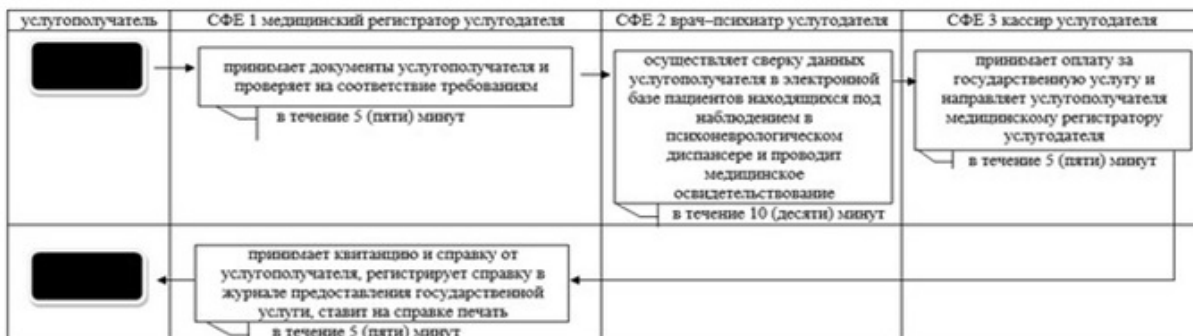 услугополучатель
СФЕ 1 медицинский регистратор услугодателя
СФЕ 2 врач–психиатр услугодателя
СФЕ 3 кассир услугодателя
принимает документы услугополучателя и
проверяет на соответствие требованиям
в течение 5 (пяти) минут
осуществляет сверку данных
услугополучателя в электронной
базе пациентов находящихся под
наблюдением в
психоневрологическом
диспансере и проводит
медицинское
освидетельствование
в течение 10 (десяти) минут
принимает оплату за
государственную услугу и
направляет услугополучателя
медицинскому регистратору
услугодателя
в течение 5 (пяти) минут
принимает квитанцию и справку от
услугополучателя, регистрирует справку в
журнале предоставления государственной
услуги, ставит на справке печать
в течение 5 (пяти) минут